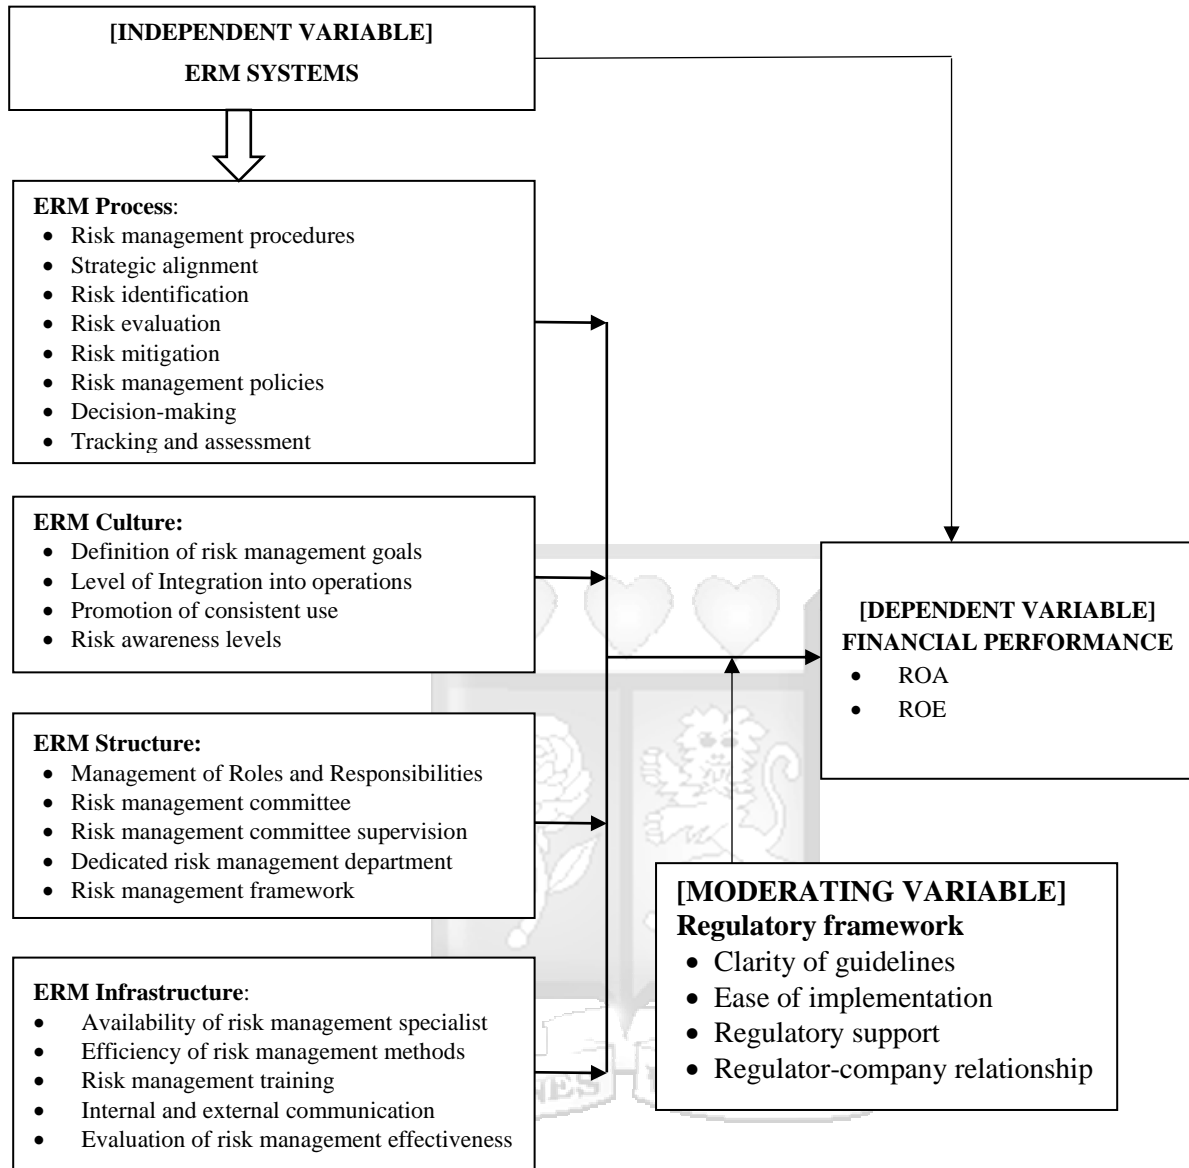 [INDEPENDENT VARIABLE]
ERM SYSTEMS
ERM Process:
• Risk management procedures
• Strategic alignment
• Risk identification
• Risk evaluation
• Risk mitigation
• Risk management policies
• Decision-making
• Tracking and assessment
ERM Culture:
• Definition of risk management goals
• Level of Integration into operations
• Promotion of consistent use
• Risk awareness levels
ERM Structure:
• Management of Roles and Responsibilities
• Risk management committee
• Risk management committee supervision
• Dedicated risk management department
• Risk management framework
ERM Infrastructure:
• Availability of risk management specialist
• Efficiency of risk management methods
• Risk management training
• Internal and external communication
• Evaluation of risk management effectiveness
[DEPENDENT VARIABLE]
FINANCIAL PERFORMANCE
• ROA
• ROE
[MODERATING VARIABLE]
Regulatory framework
• Clarity of guidelines
• Ease of implementation
• Regulatory support
• Regulator-company relationship